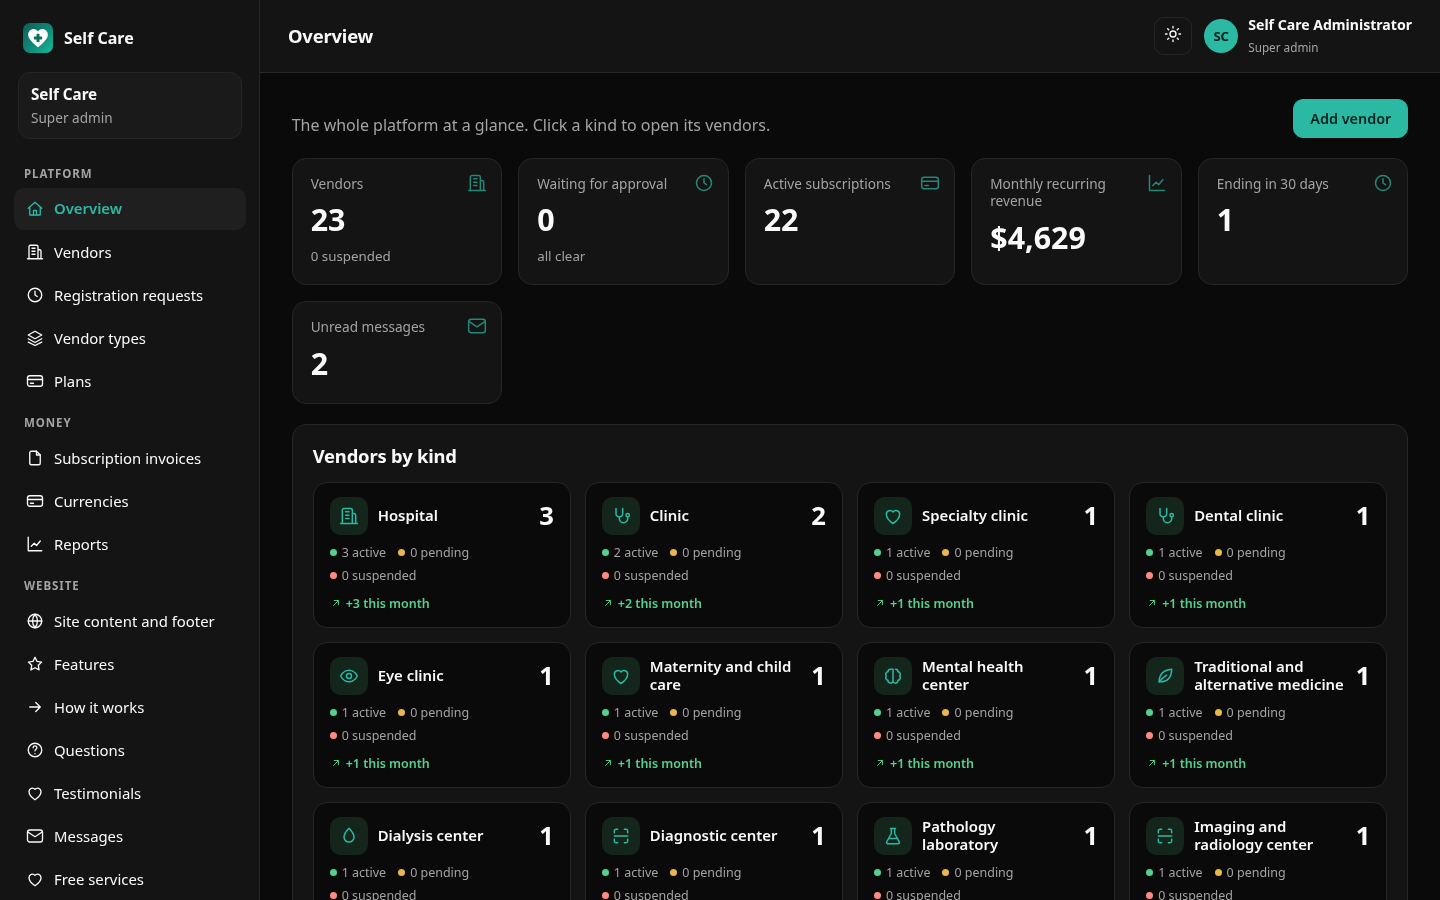 Self Care
Self Care
Super admin
PLATFORM
Overview
Vendors
Registration requests
Vendor types
Plans
MONEY
Subscription invoices
Currencies
Reports
WEBSITE
Site content and footer
Features
How it works
Questions
Testimonials
Messages
Free services
Overview
SC
Self Care Administrator
Super admin
The whole platform at a glance. Click a kind to open its vendors.
Add vendor
Vendors
23
0 suspended
Waiting for approval
0
all clear
Active subscriptions
22
Monthly recurring
revenue
$4,629
Ending in 30 days
1
Unread messages
2
Vendors by kind
Hospital 3
3 active 0 pending
0 suspended
+3 this month
Clinic 2
2 active 0 pending
0 suspended
+2 this month
Specialty clinic 1
1 active 0 pending
0 suspended
+1 this month
Dental clinic 1
1 active 0 pending
0 suspended
+1 this month
Eye clinic 1
1 active 0 pending
0 suspended
+1 this month
Maternity and child
care
1
1 active 0 pending
0 suspended
+1 this month
Mental health
center
1
1 active 0 pending
0 suspended
+1 this month
Traditional and
alternative medicine
1
1 active 0 pending
0 suspended
+1 this month
Dialysis center 1
1 active 0 pending
0 suspended
Diagnostic center 1
1 active 0 pending
0 suspended
Pathology
laboratory
1
1 active 0 pending
0 suspended
Imaging and
radiology center
1
1 active 0 pending
0 suspended